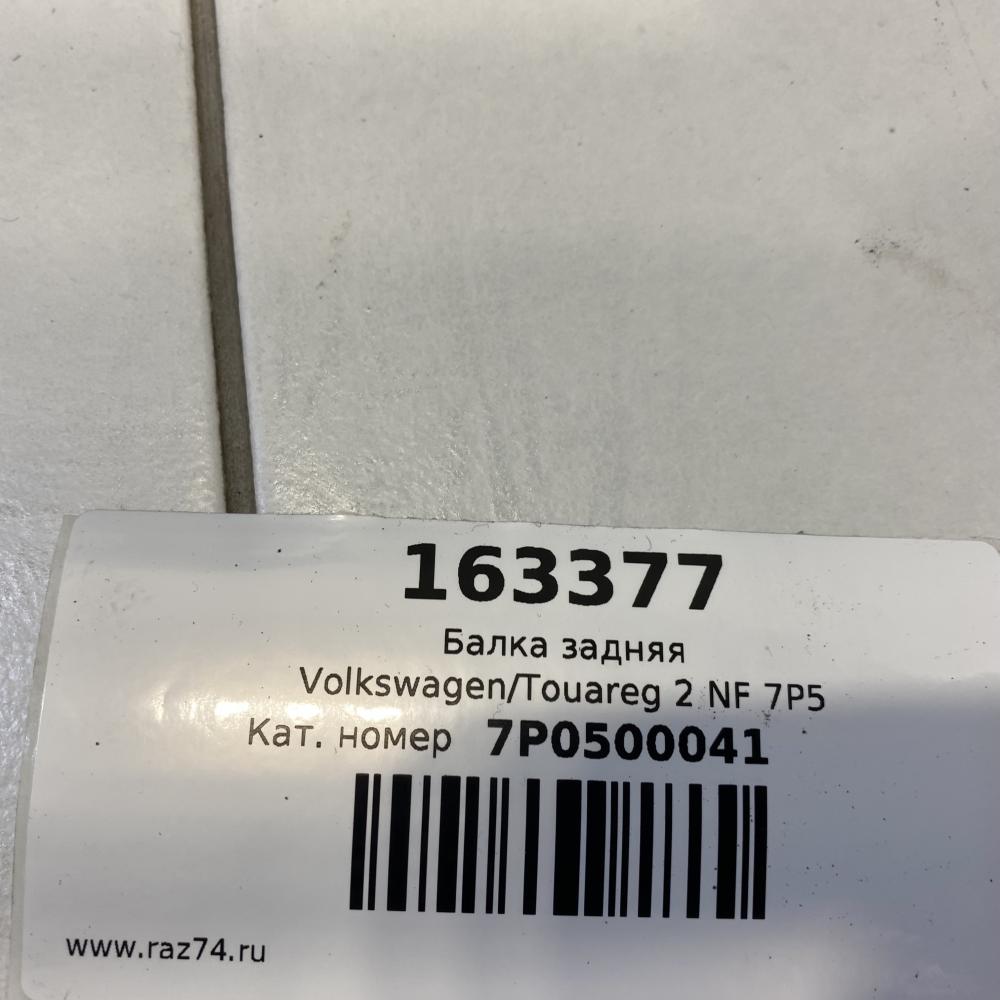 163377
Балка задняя
Volkswagen/Touareg 2 NF 7P5
Кат. номер 7P0500041
www.raz74.ru